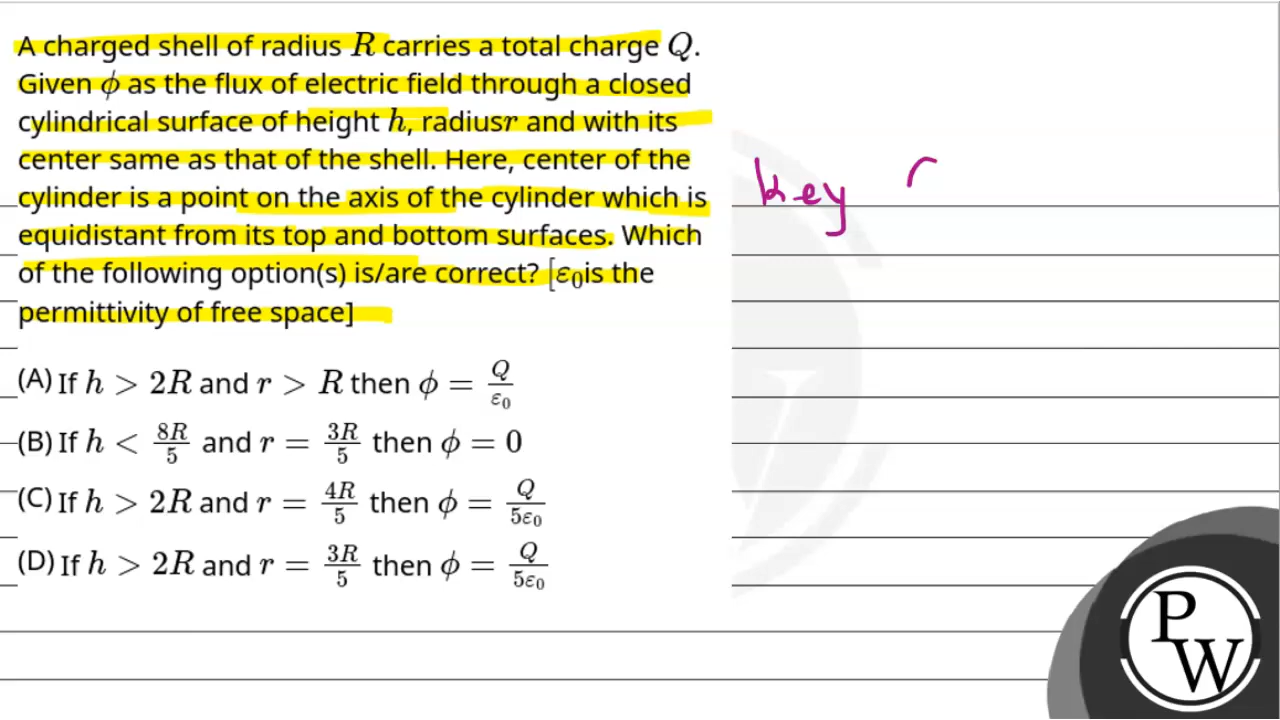 A charged shell of radius R carries a total charge Q.
Given ϕ as the flux of electric field through a closed
cylindrical surface of height h, radiusr and with its
center same as that of the shell. Here, center of the
cylinder is a point on the axis of the cylinder which is
equidistant from its top and bottom surfaces. Which
of the following option(s) is/are correct? [ε₀is the
permittivity of free space]
(A) If h > 2R and r > R then ϕ = Q/ε₀
(B) If h < 8R/5 and r = 3R/5 then ϕ = 0
(C) If h > 2R and r = 4R/5 then ϕ = Q/5ε₀
(D) If h > 2R and r = 3R/5 then ϕ = Q/5ε₀
Key
PW